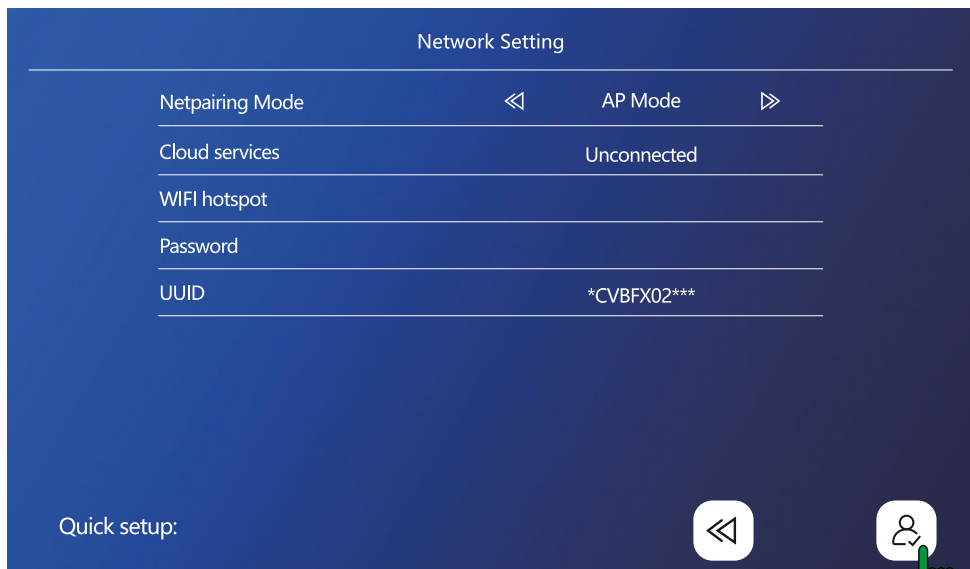 Network Setting
Netpairing Mode AP Mode
Cloud services Unconnected
WIFI hotspot
Password
UUID *CVBFX02***
Quick setup: